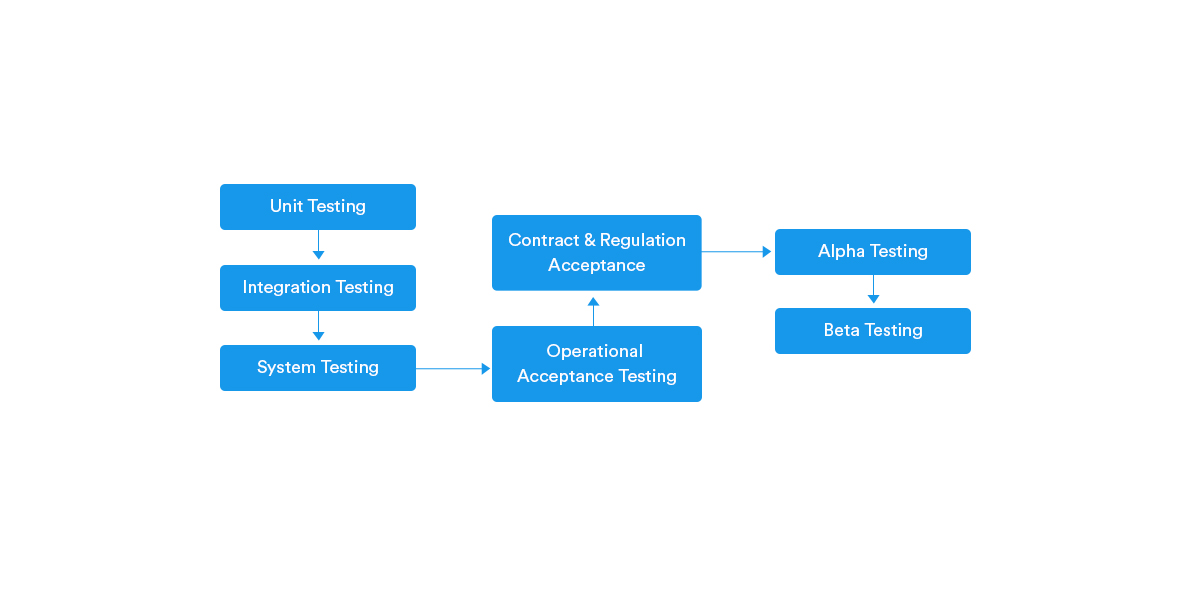 Unit Testing
Integration Testing
System Testing
Operational
Acceptance Testing
Contract & Regulation
Acceptance
Alpha Testing
Beta Testing